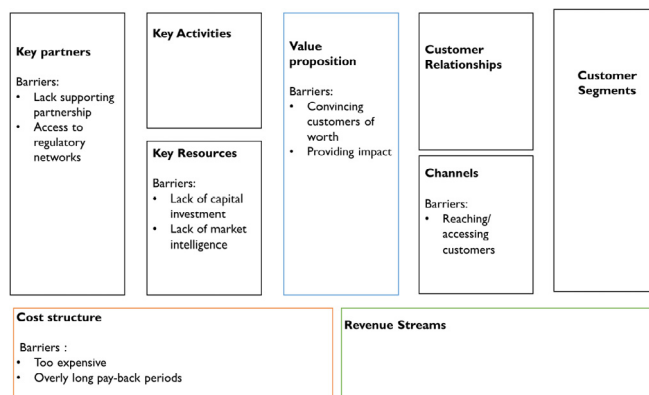 Key partners
Barriers:
• Lack supporting
partnership
• Access to
regulatory
networks
Key Activities
Key Resources
Barriers:
• Lack of capital
investment
• Lack of market
intelligence
Value
proposition
Barriers:
• Convincing
customers of
worth
• Providing impact
Customer
Relationships
Channels
Barriers:
• Reaching/
accessing
customers
Customer
Segments
Cost structure
Barriers :
• Too expensive
• Overly long pay-back periods
Revenue Streams